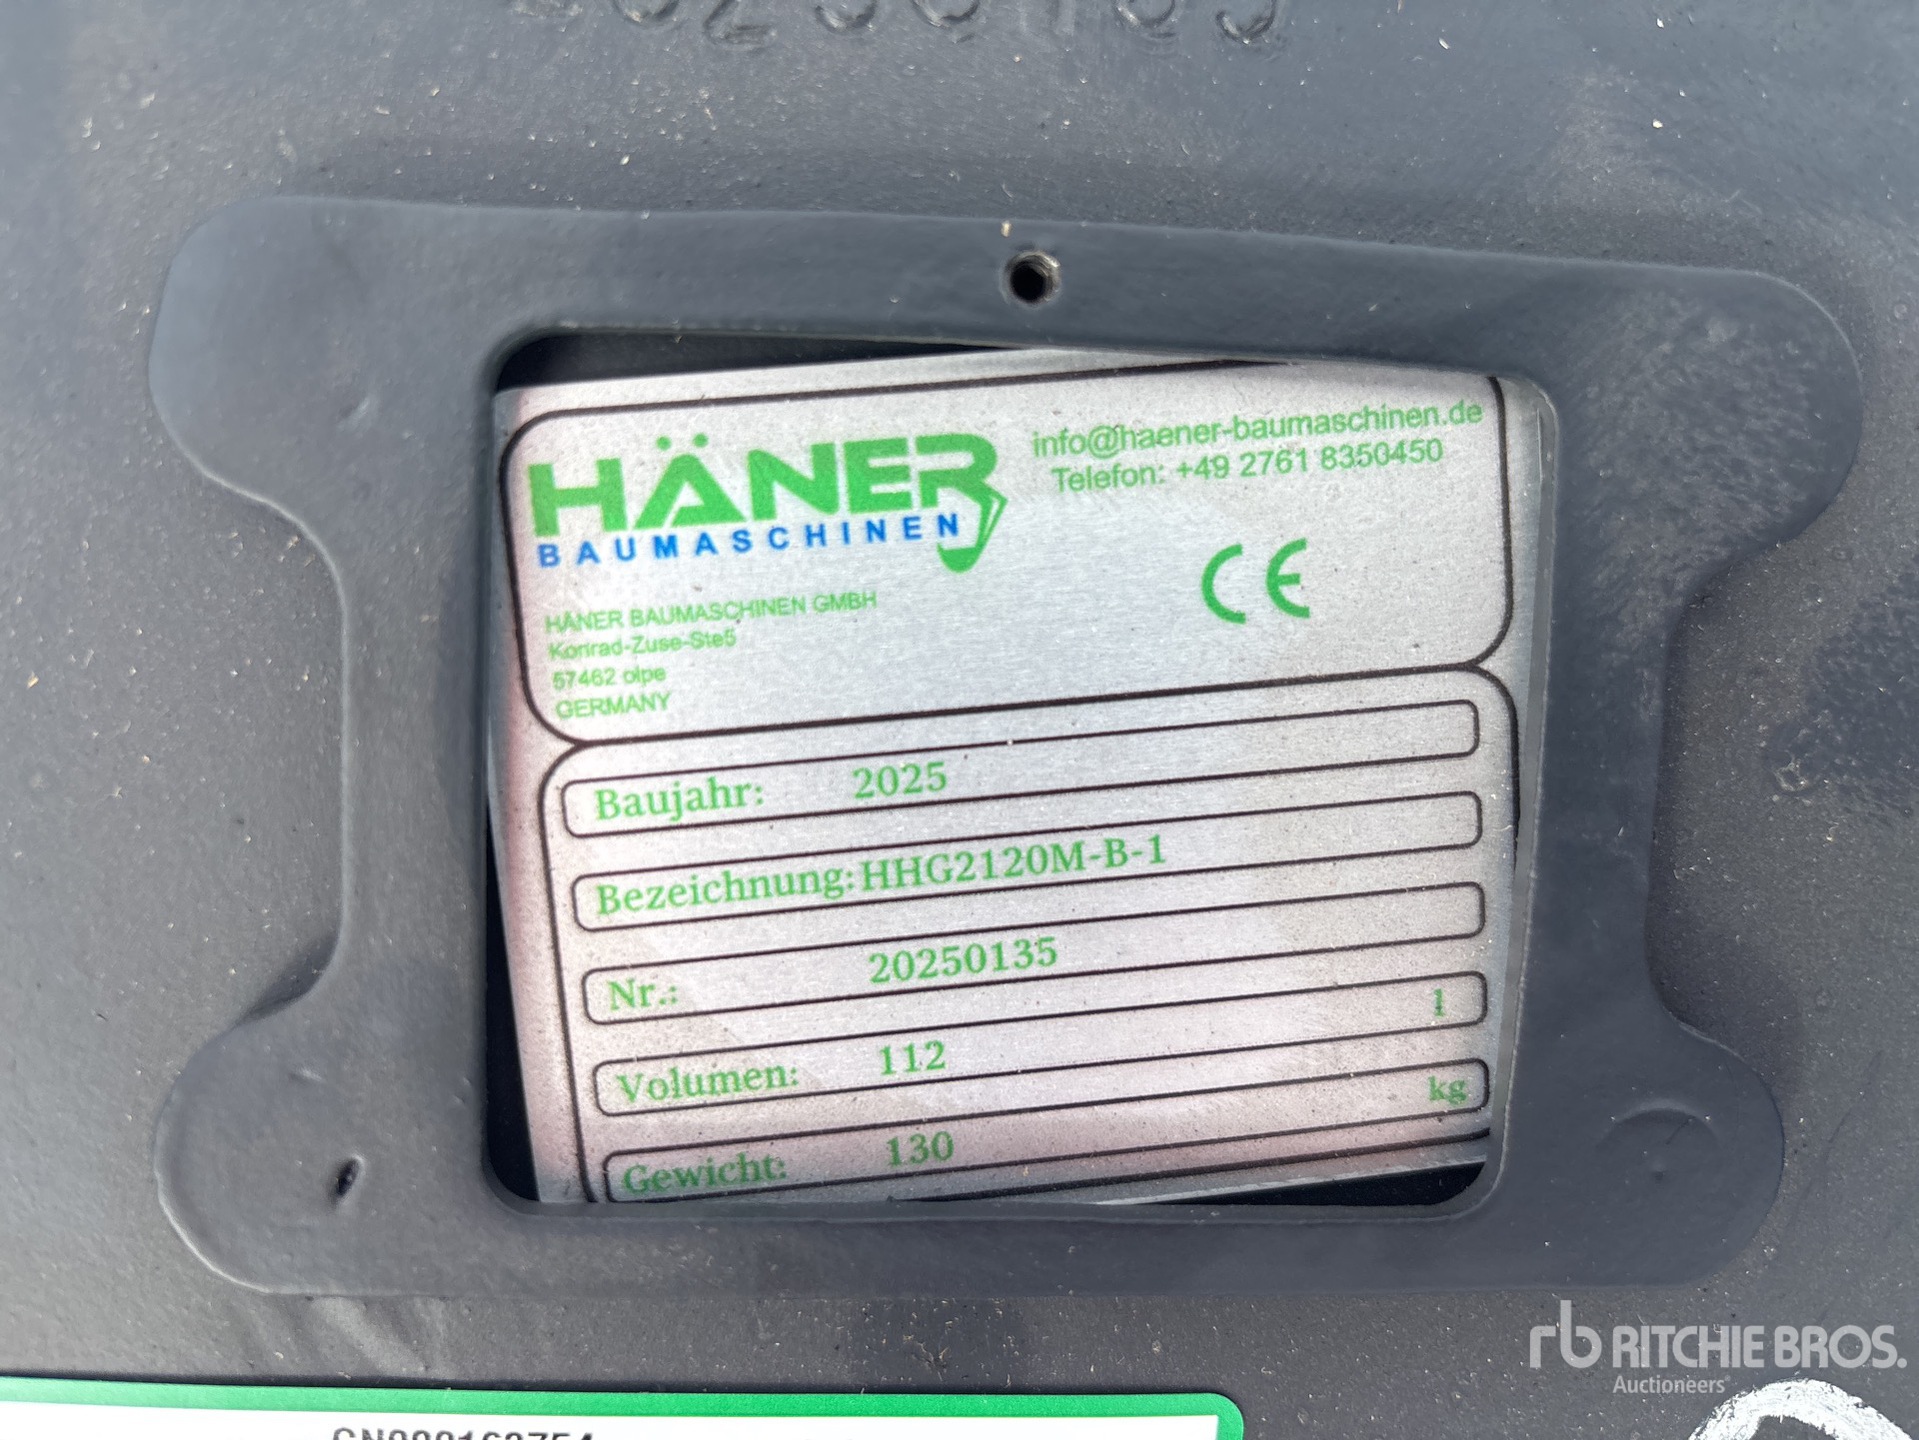 HÄNER
BAUMASCHINEN
info@haener-baumaschinen.de
Telefon: +49 2761 8350450
CE
HÄNER BAUMASCHINEN GMBH
Konrad-Zuse-Ste5
57462 olpe
GERMANY
Baujahr: 2025
Bezeichnung: HHG2120M-B-1
Nr.: 20250135
Volumen: 112 l
Gewicht: 130 kg
rb RITCHIE BROS.
Auctioneers